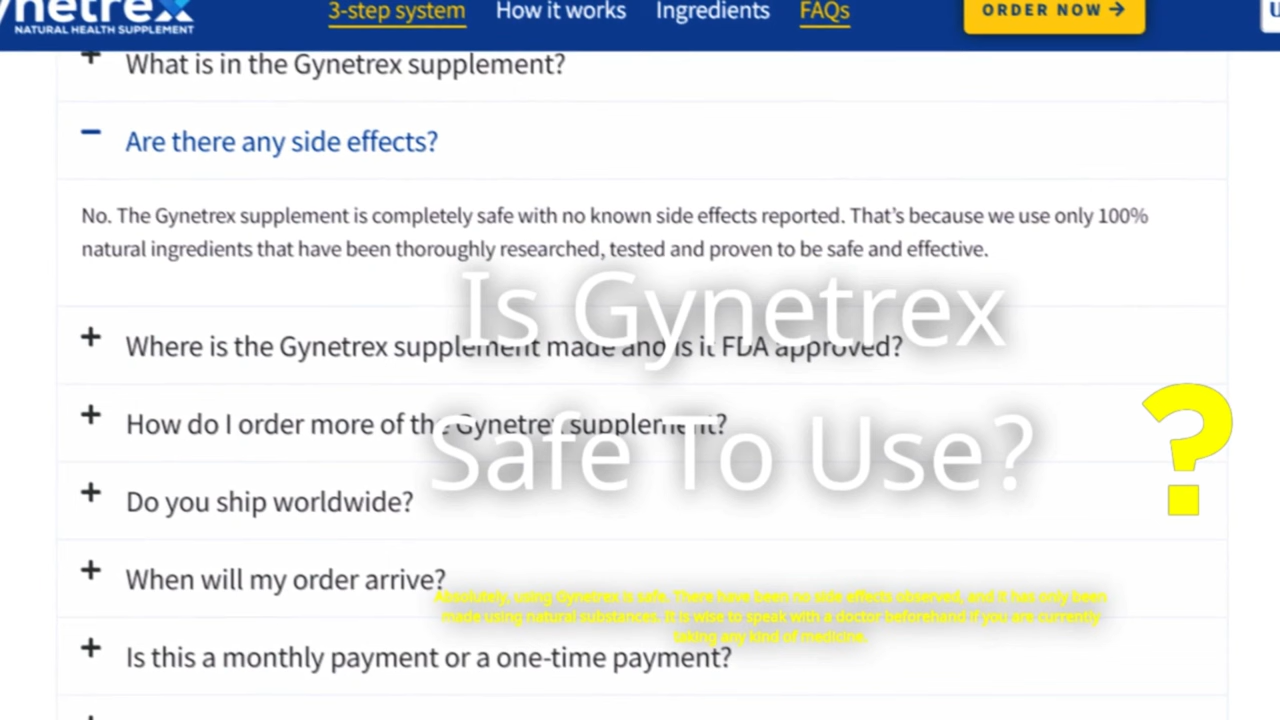 ynetrex
NATURAL HEALTH SUPPLEMENT
3-step system
How it works
Ingredients
FAQs
ORDER NOW →
+ What is in the Gynetrex supplement?
− Are there any side effects?
No. The Gynetrex supplement is completely safe with no known side effects reported. That's because we use only 100%
natural ingredients that have been thoroughly researched, tested and proven to be safe and effective.
Is Gynetrex
+ Where is the Gynetrex supplement made and is it FDA approved?
+ How do I order more of the Gynetrex supplement?
Safe To Use?
?
+ Do you ship worldwide?
+ When will my order arrive?
Absolutely, using Gynetrex is safe. There have been no side effects observed, and it has only been
made using natural substances. It is wise to speak with a doctor beforehand if you are currently
taking any kind of medicine.
+ Is this a monthly payment or a one-time payment?